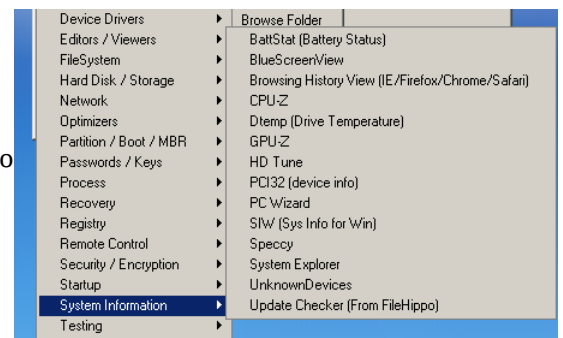 Device Drivers
Editors / Viewers
FileSystem
Hard Disk / Storage
Network
Optimizers
Partition / Boot / MBR
Passwords / Keys
Process
Recovery
Registry
Remote Control
Security / Encryption
Startup
System Information
Testing
Browse Folder
BattStat (Battery Status)
BlueScreenView
Browsing History View (IE/Firefox/Chrome/Safari)
CPU-Z
Dtemp (Drive Temperature)
GPU-Z
HD Tune
PCI32 (device info)
PC Wizard
SIW (Sys Info for Win)
Speccy
System Explorer
UnknownDevices
Update Checker (From FileHippo)
o